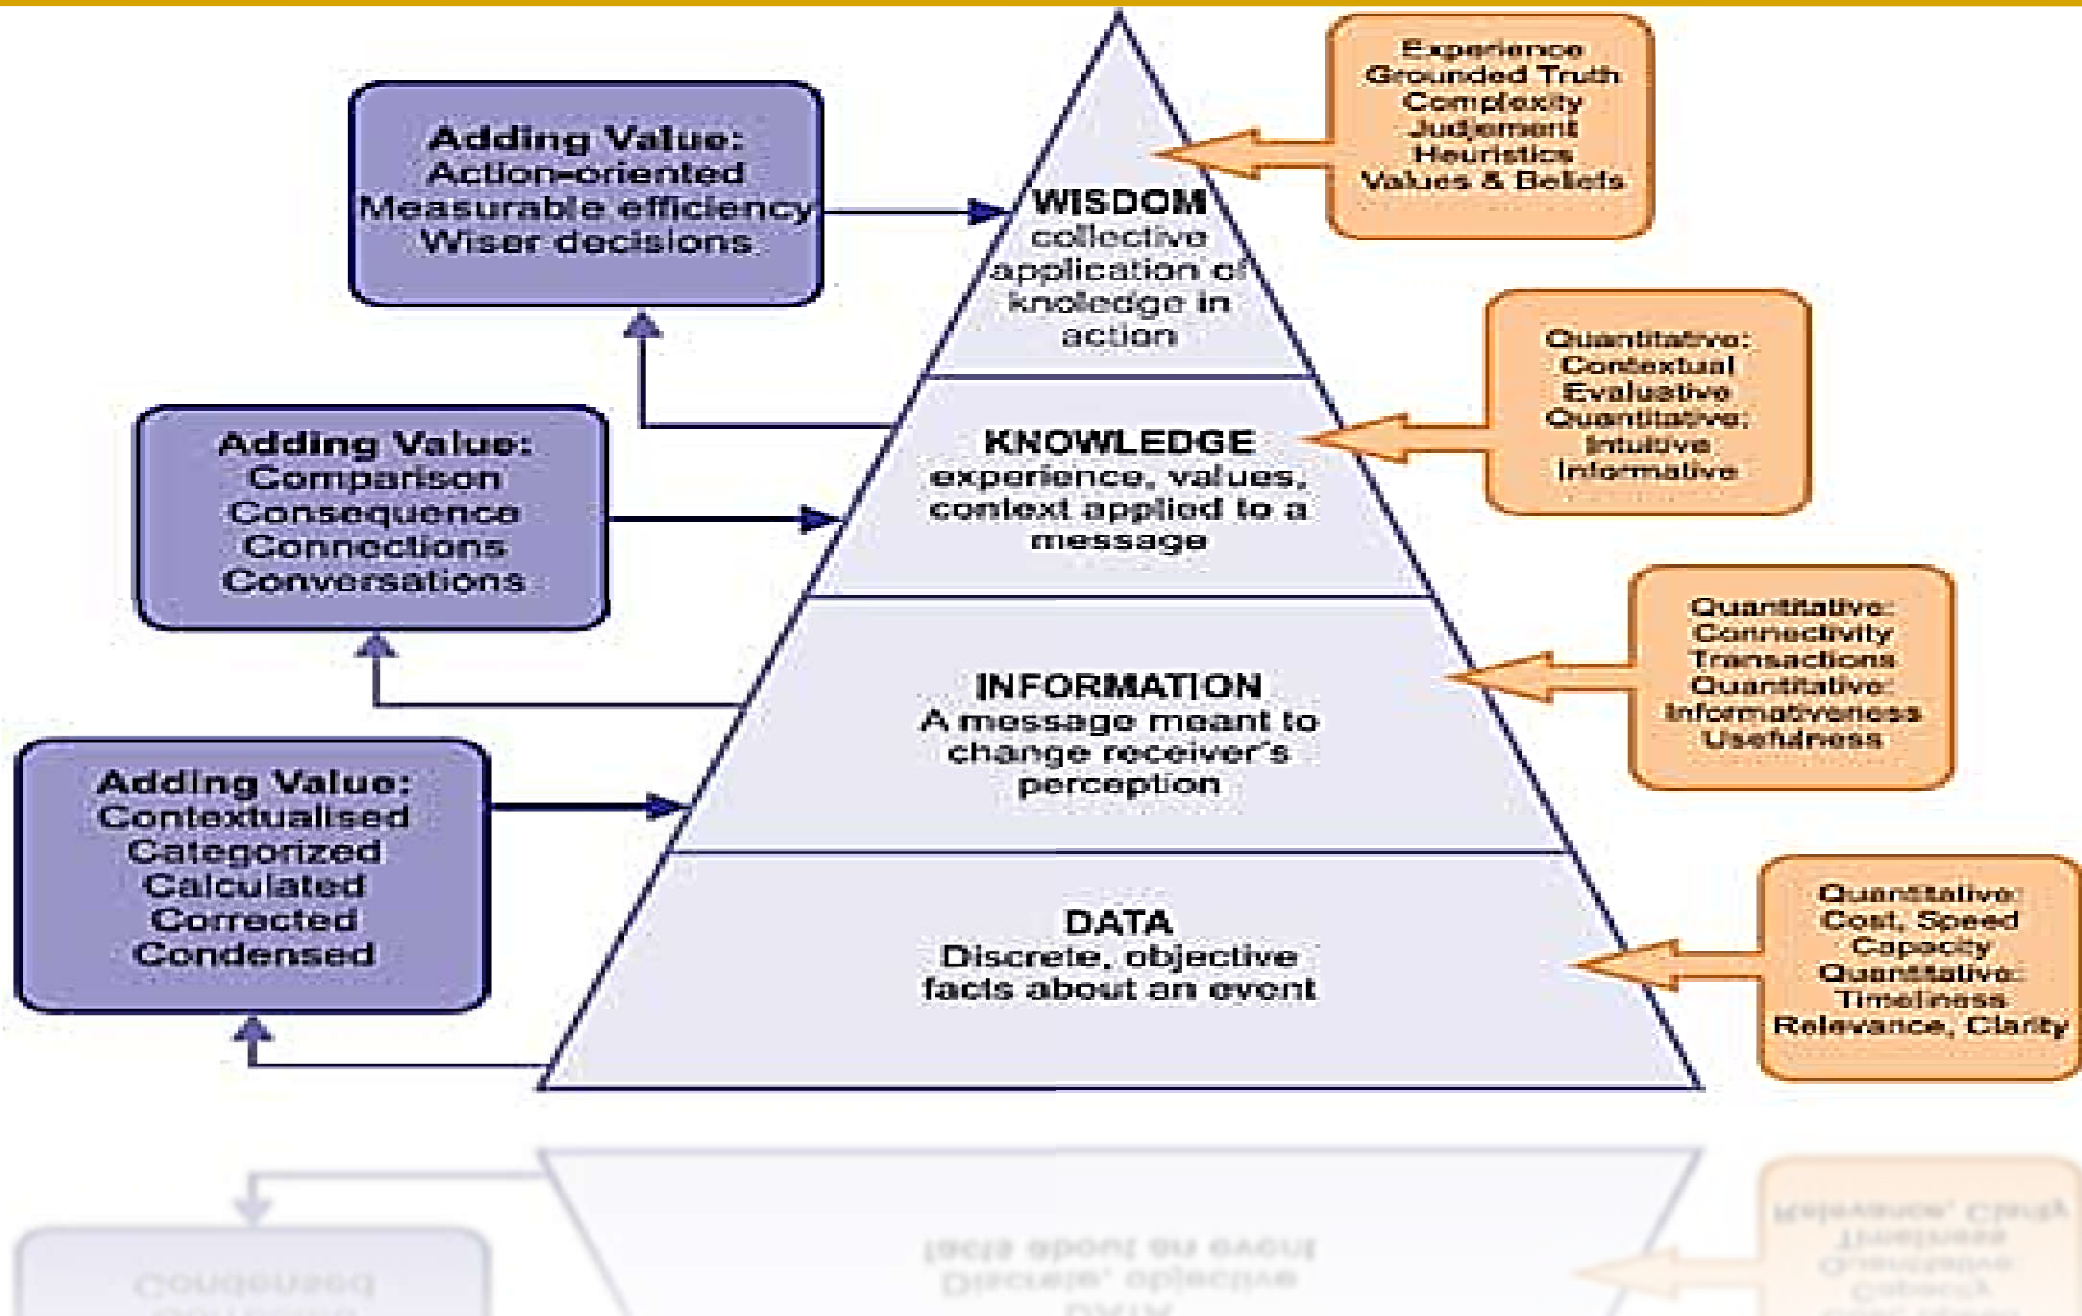 Experience
Grounded Truth
Complexity
Judjement
Heuristics
Values & Beliefs
Adding Value:
Action-oriented
Measurable efficiency
Wiser decisions
WISDOM
collective
application of
knoledge in
action
Quantitative:
Contextual
Evaluative
Quantitative:
Intuitive
Informative
Adding Value:
Comparison
Consequence
Connections
Conversations
KNOWLEDGE
experience, values,
context applied to a
message
Quantitative:
Connectivity
Transactions
Quantitative:
Informativeness
Usefulness
INFORMATION
A message meant to
change receiver's
perception
Adding Value:
Contextualised
Categorized
Calculated
Corrected
Condensed
DATA
Discrete, objective
facts about an event
Quantitative:
Cost, Speed
Capacity
Quantitative:
Timeliness
Relevance, Clarity